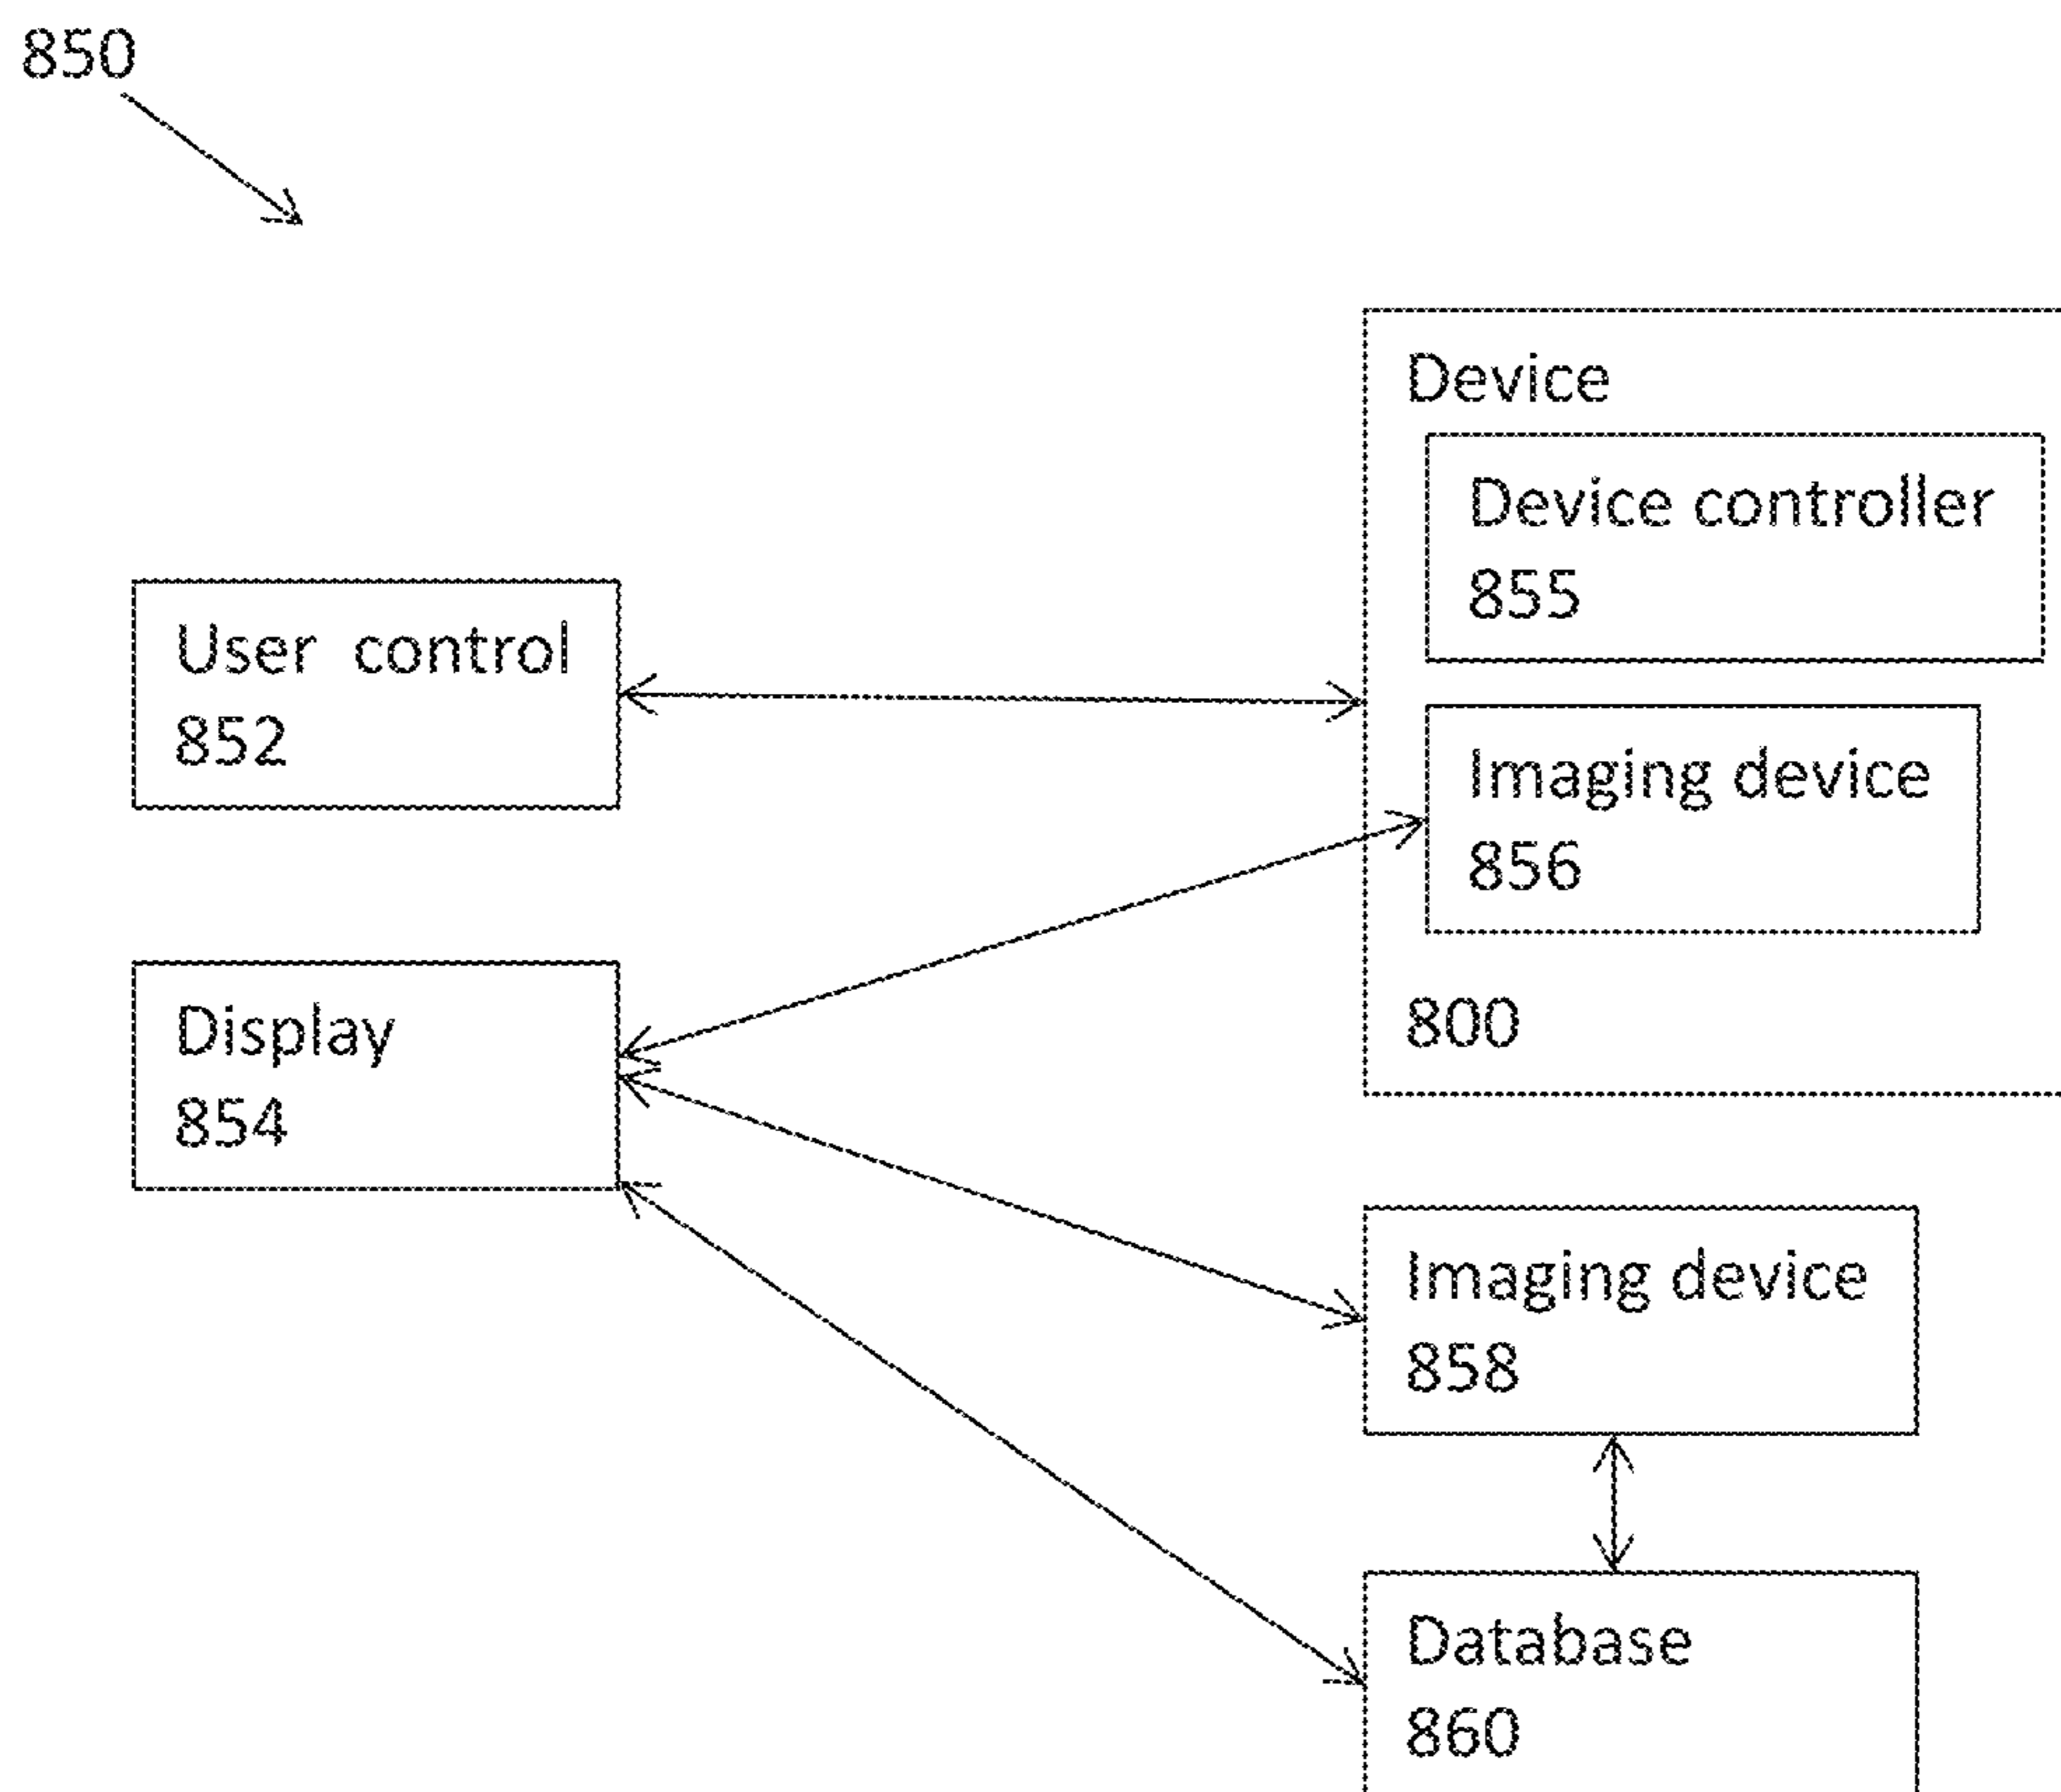 850
Device
Device controller
855
User control
852
Imaging device
856
Display
854
800
Imaging device
858
Database
860